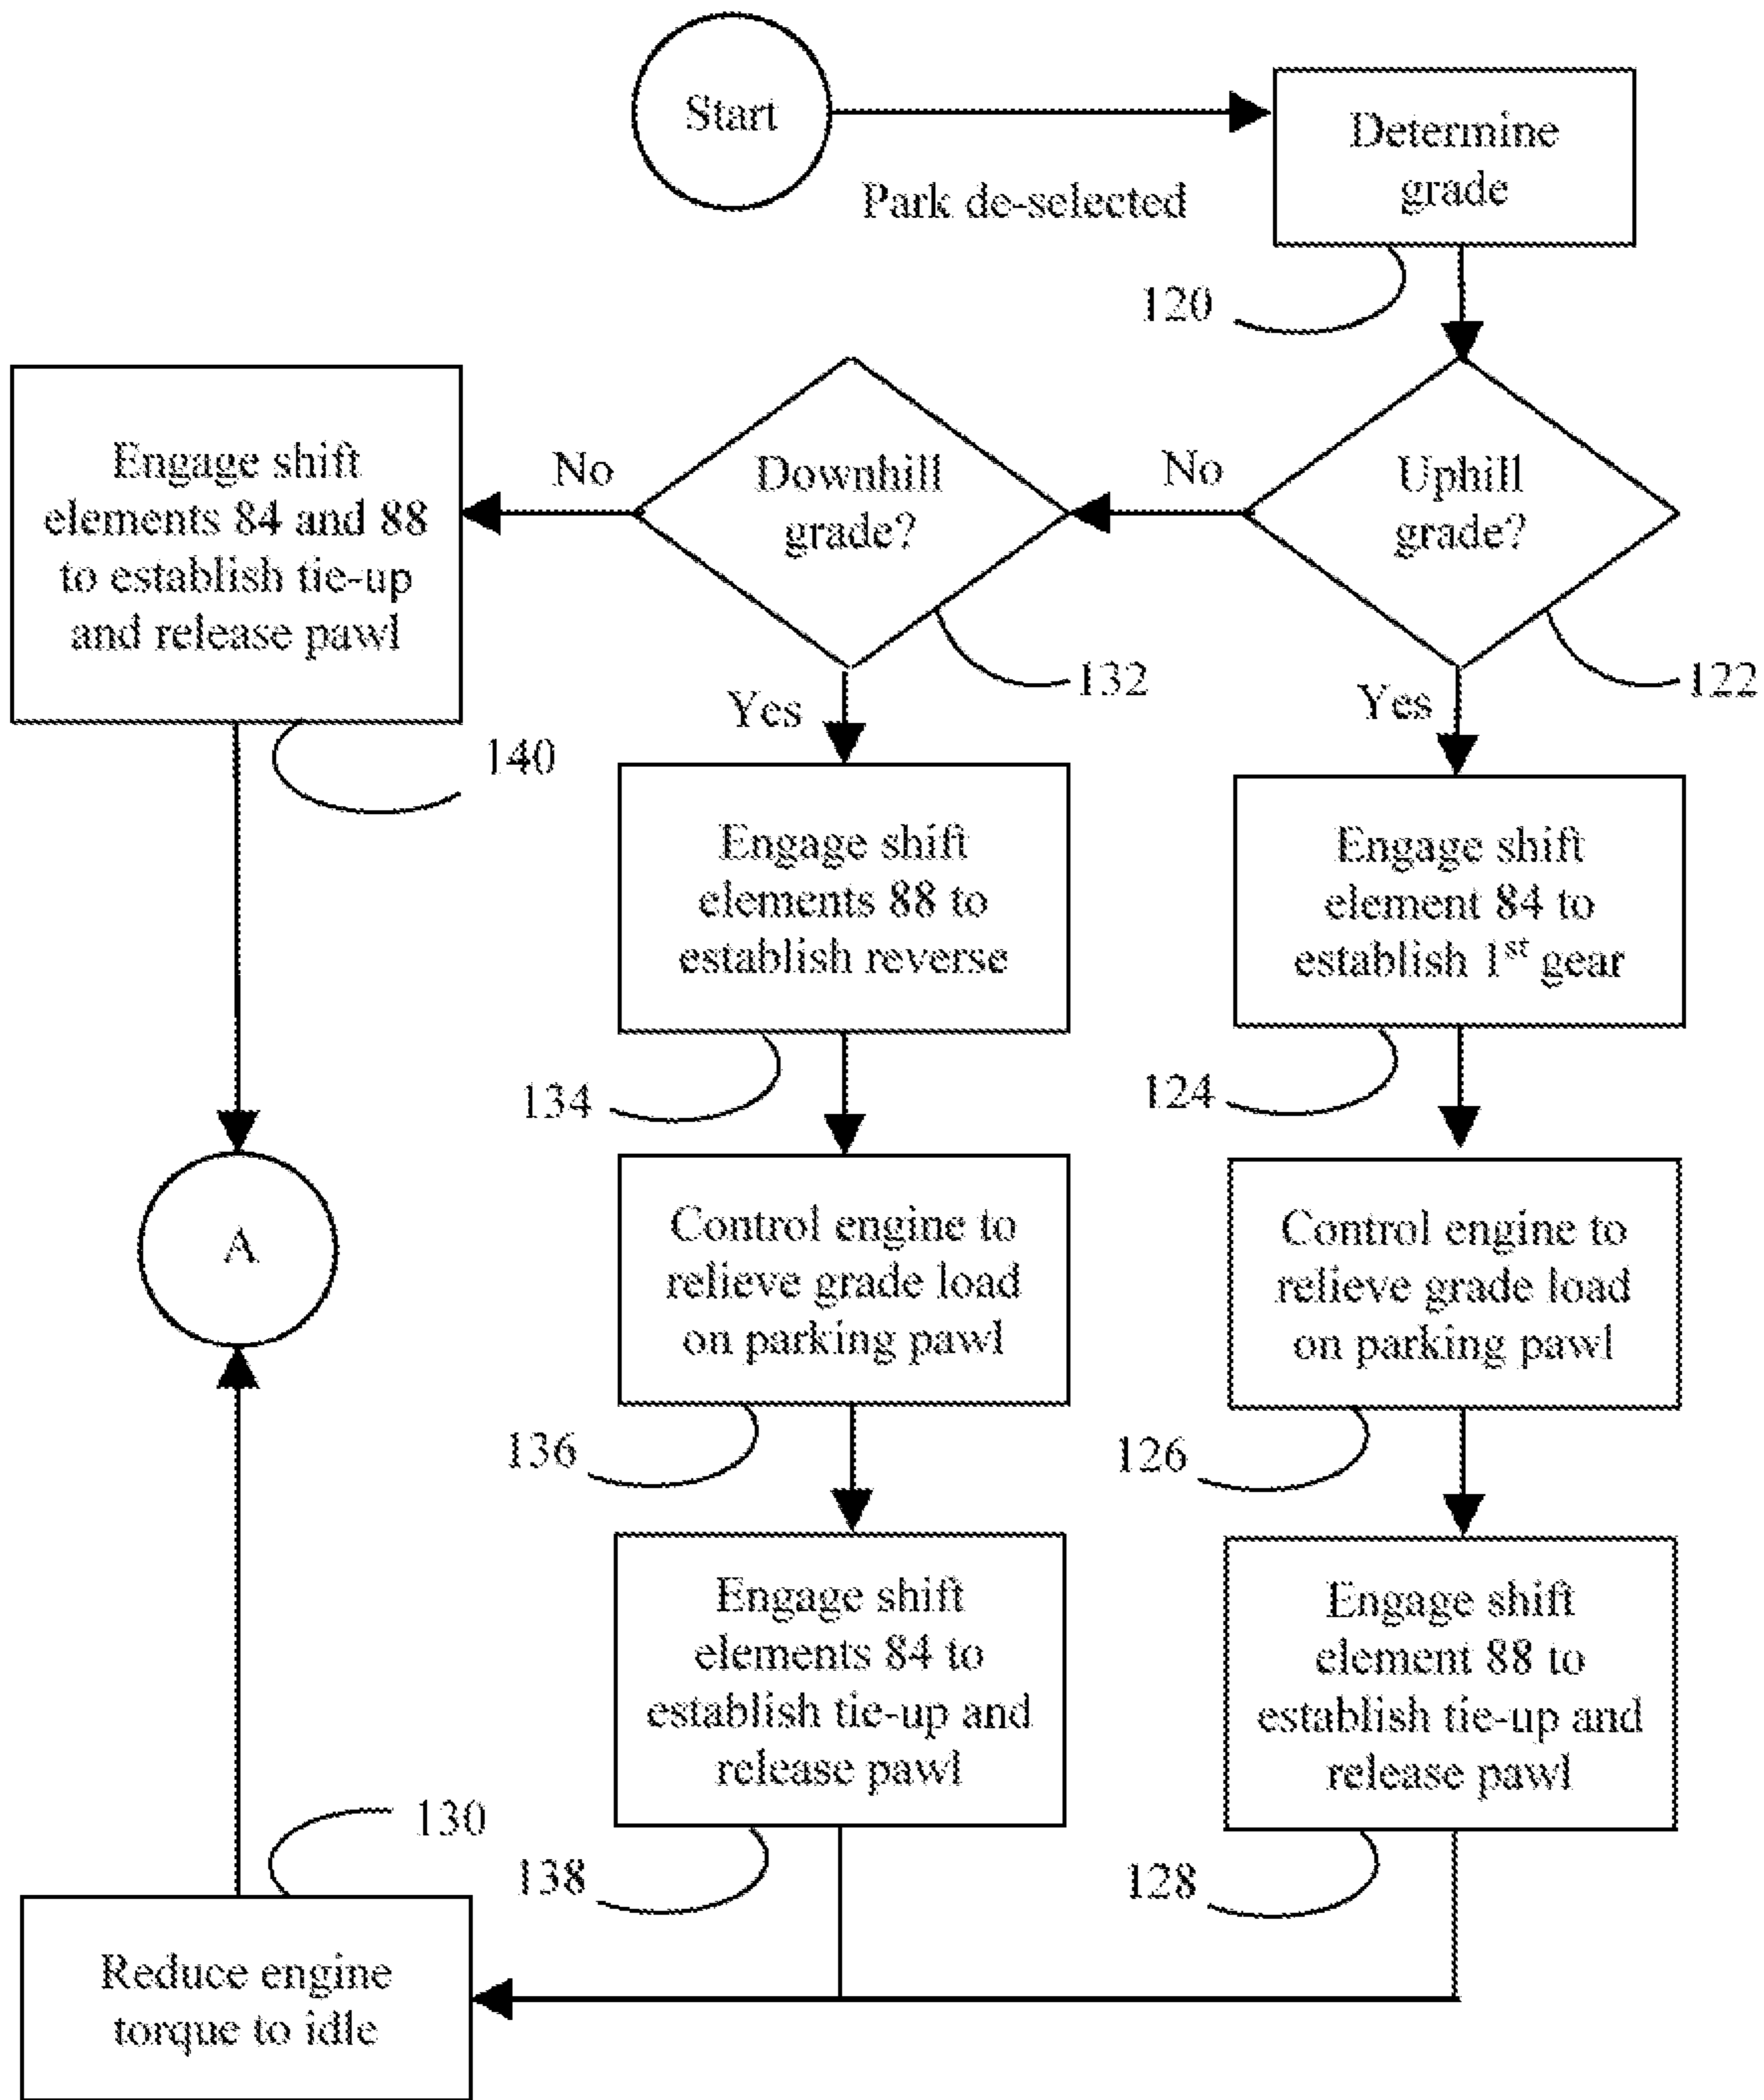 Start
Park de-selected
Determine
grade
120
Uphill
grade?
122
No
Yes
Downhill
grade?
132
No
Yes
Engage shift
elements 84 and 88
to establish tie-up
and release pawl
140
Engage shift
elements 88 to
establish reverse
134
Engage shift
element 84 to
establish 1st gear
124
A
Control engine to
relieve grade load
on parking pawl
136
Control engine to
relieve grade load
on parking pawl
126
Engage shift
elements 84 to
establish tie-up and
release pawl
138
Engage shift
element 88 to
establish tie-up and
release pawl
128
130
Reduce engine
torque to idle